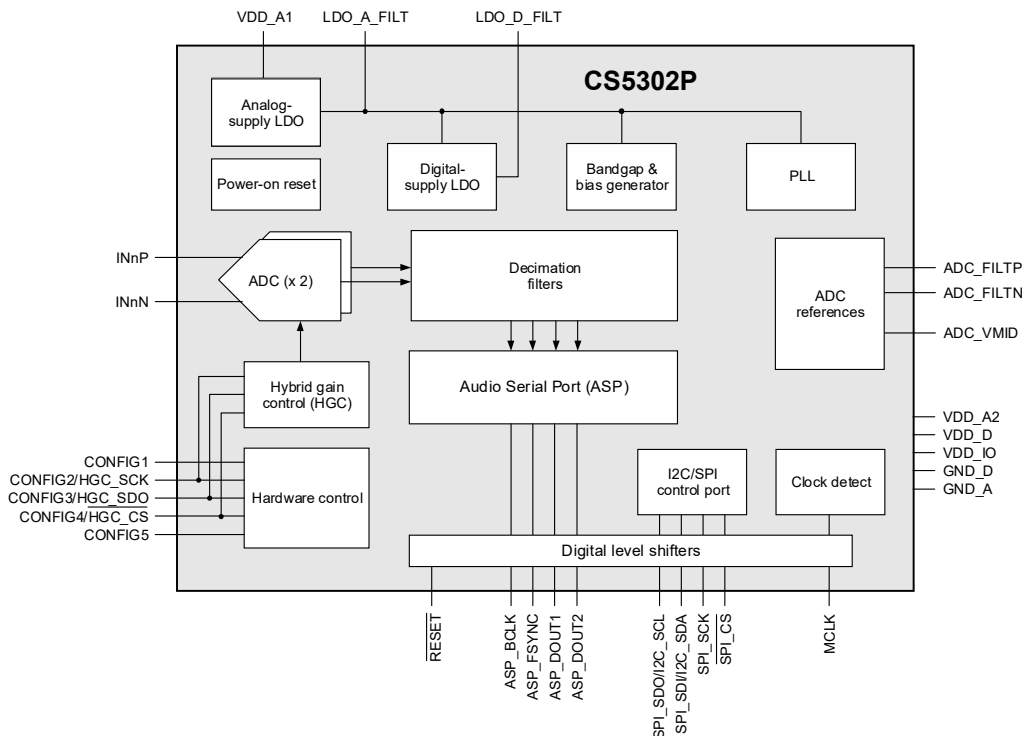 VDD_A1
LDO_A_FILT
LDO_D_FILT
CS5302P
Analog-
supply LDO
Power-on reset
Digital-
supply LDO
Bandgap &
bias generator
PLL
INnP
INnN
ADC (x 2)
Decimation
filters
ADC
references
ADC_FILTP
ADC_FILTN
ADC_VMID
Hybrid gain
control (HGC)
Audio Serial Port (ASP)
VDD_A2
VDD_D
VDD_IO
GND_D
GND_A
CONFIG1
CONFIG2/HGC_SCK
CONFIG3/HGC_SDO
CONFIG4/HGC_CS
CONFIG5
Hardware control
I2C/SPI
control port
Clock detect
Digital level shifters
RESET
ASP_BCLK
ASP_FSYNC
ASP_DOUT1
ASP_DOUT2
SPI_SDO/I2C_SCL
SPI_SDI/I2C_SDA
SPI_SCK
SPI_CS
MCLK